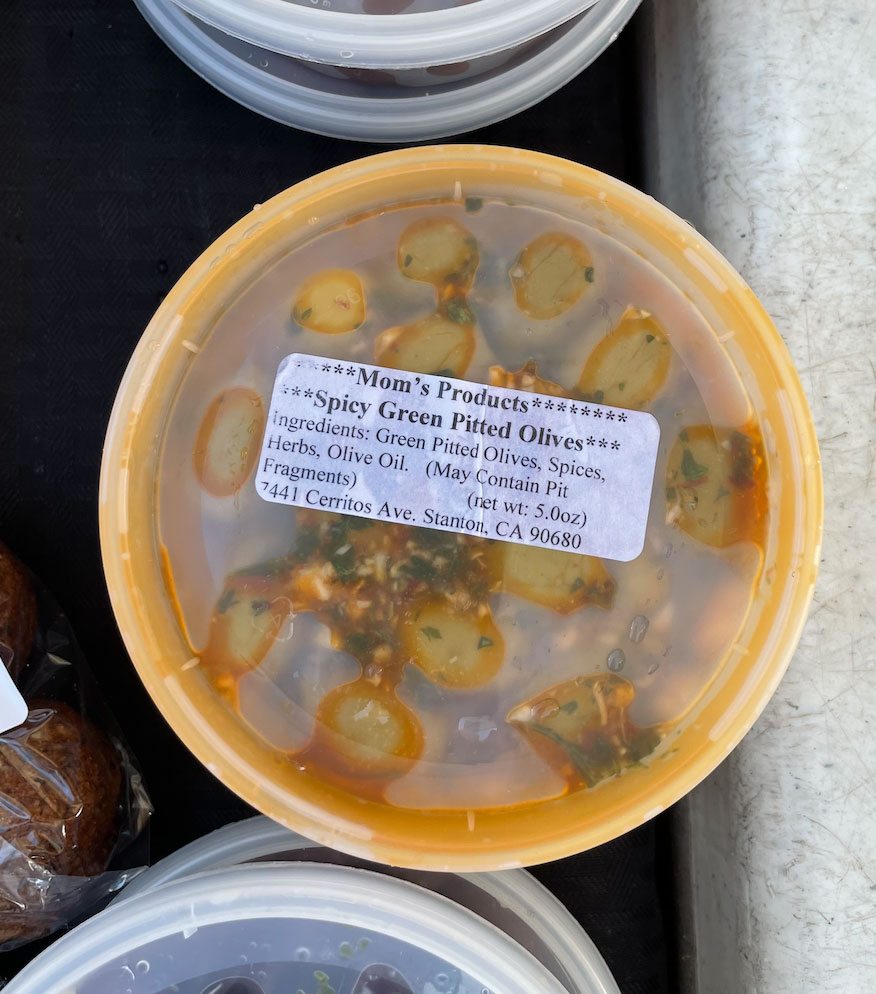 ******Mom's Products********
***Spicy Green Pitted Olives***
Ingredients: Green Pitted Olives, Spices,
Herbs, Olive Oil. (May Contain Pit
Fragments) (net wt: 5.0oz)
7441 Cerritos Ave. Stanton, CA 90680